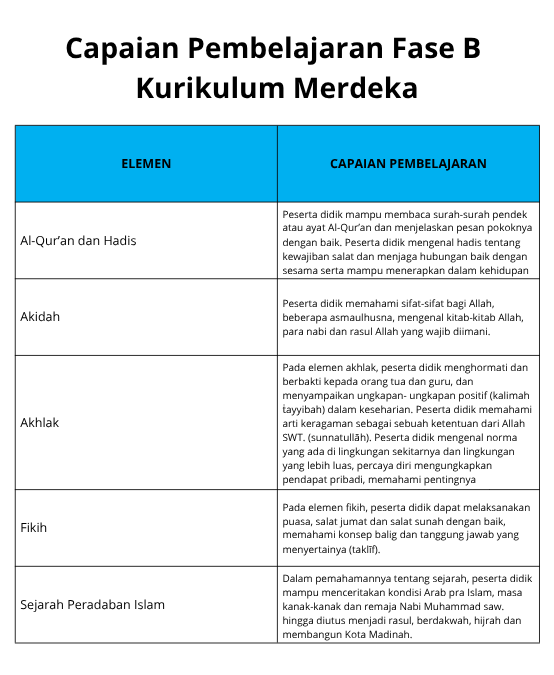 Capaian Pembelajaran Fase B
Kurikulum Merdeka
ELEMEN
CAPAIAN PEMBELAJARAN
Al-Qur’an dan Hadis
Peserta didik mampu membaca surah-surah pendek
atau ayat Al-Qur’an dan menjelaskan pesan pokoknya
dengan baik. Peserta didik mengenal hadis tentang
kewajiban salat dan menjaga hubungan baik dengan
sesama serta mampu menerapkan dalam kehidupan
Akidah
Peserta didik memahami sifat-sifat bagi Allah,
beberapa asmaulhusna, mengenal kitab-kitab Allah,
para nabi dan rasul Allah yang wajib diimani.
Akhlak
Pada elemen akhlak, peserta didik menghormati dan
berbakti kepada orang tua dan guru, dan
menyampaikan ungkapan- ungkapan positif (kalimah
ṫayyibah) dalam keseharian. Peserta didik memahami
arti keragaman sebagai sebuah ketentuan dari Allah
SWT. (sunnatullāh). Peserta didik mengenal norma
yang ada di lingkungan sekitarnya dan lingkungan
yang lebih luas, percaya diri mengungkapkan
pendapat pribadi, memahami pentingnya
Fikih
Pada elemen fikih, peserta didik dapat melaksanakan
puasa, salat jumat dan salat sunah dengan baik,
memahami konsep balig dan tanggung jawab yang
menyertainya (taklīf).
Sejarah Peradaban Islam
Dalam pemahamannya tentang sejarah, peserta didik
mampu menceritakan kondisi Arab pra Islam, masa
kanak-kanak dan remaja Nabi Muhammad saw.
hingga diutus menjadi rasul, berdakwah, hijrah dan
membangun Kota Madinah.